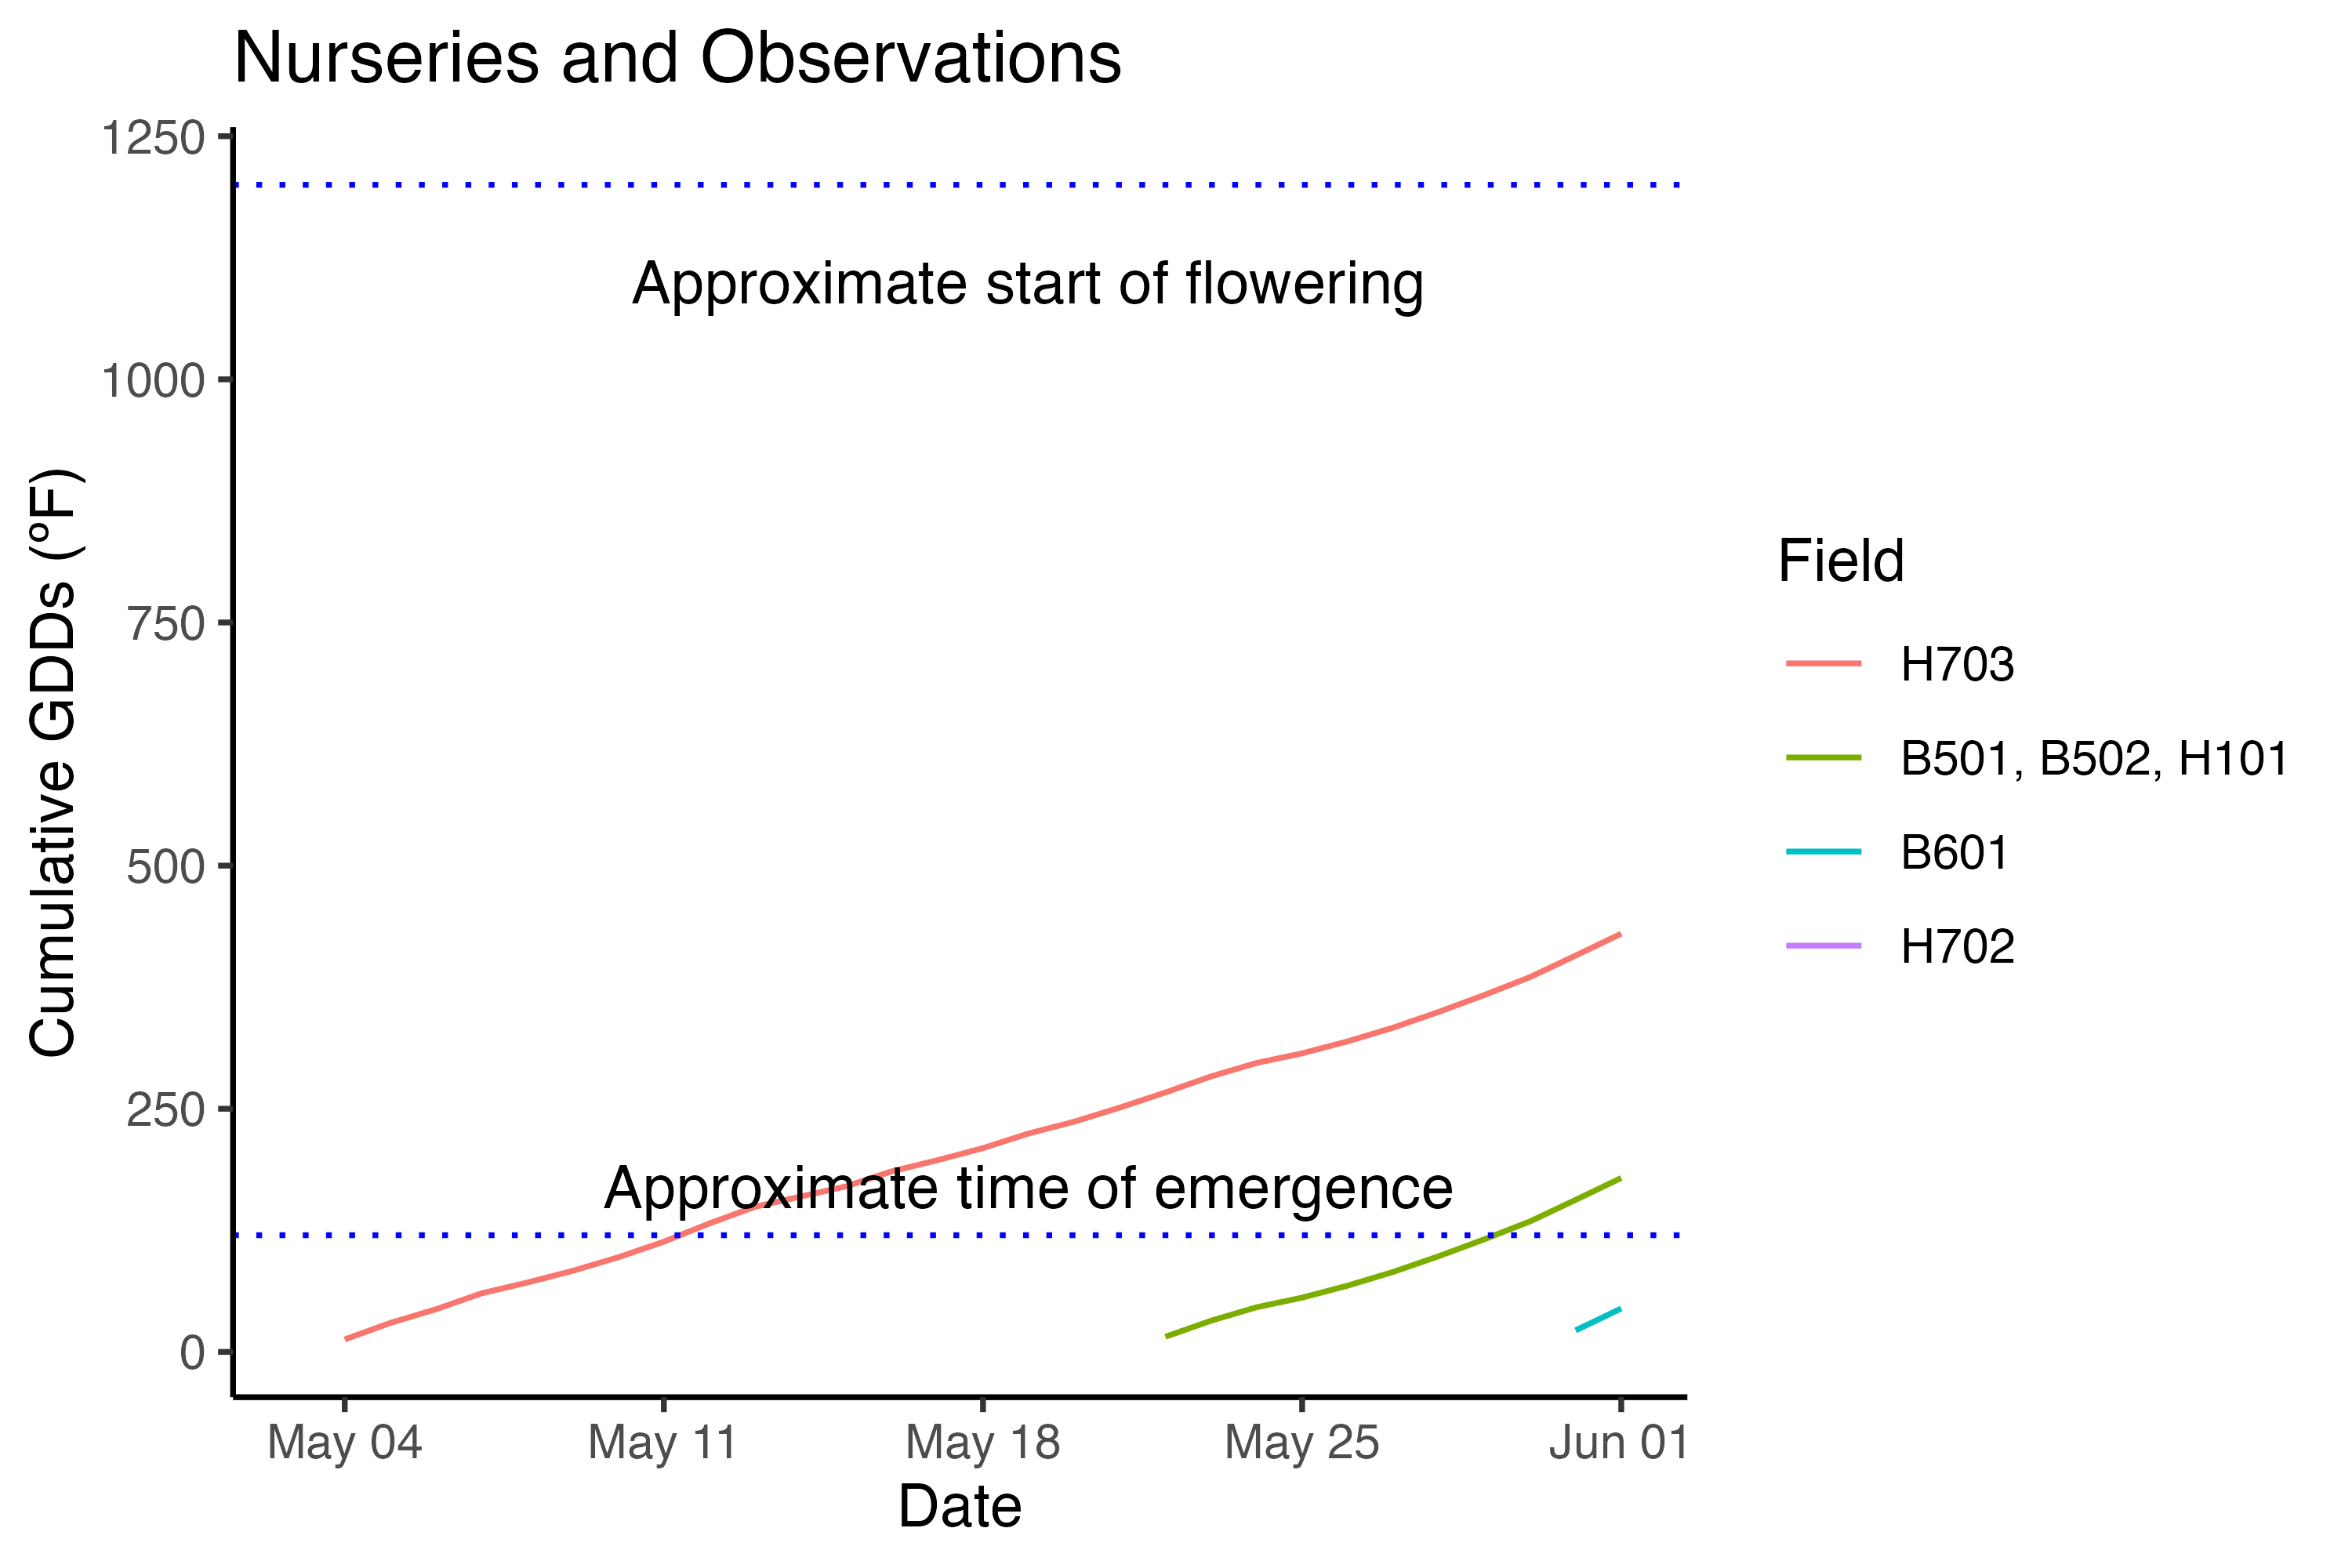 Nurseries and Observations
1250
Approximate start of flowering
1000
750
500
250
Approximate time of emergence
0
Cumulative GDDs (ºF)
May 04 May 11 May 18 May 25 Jun 01
Date
Field
H703
B501, B502, H101
B601
H702